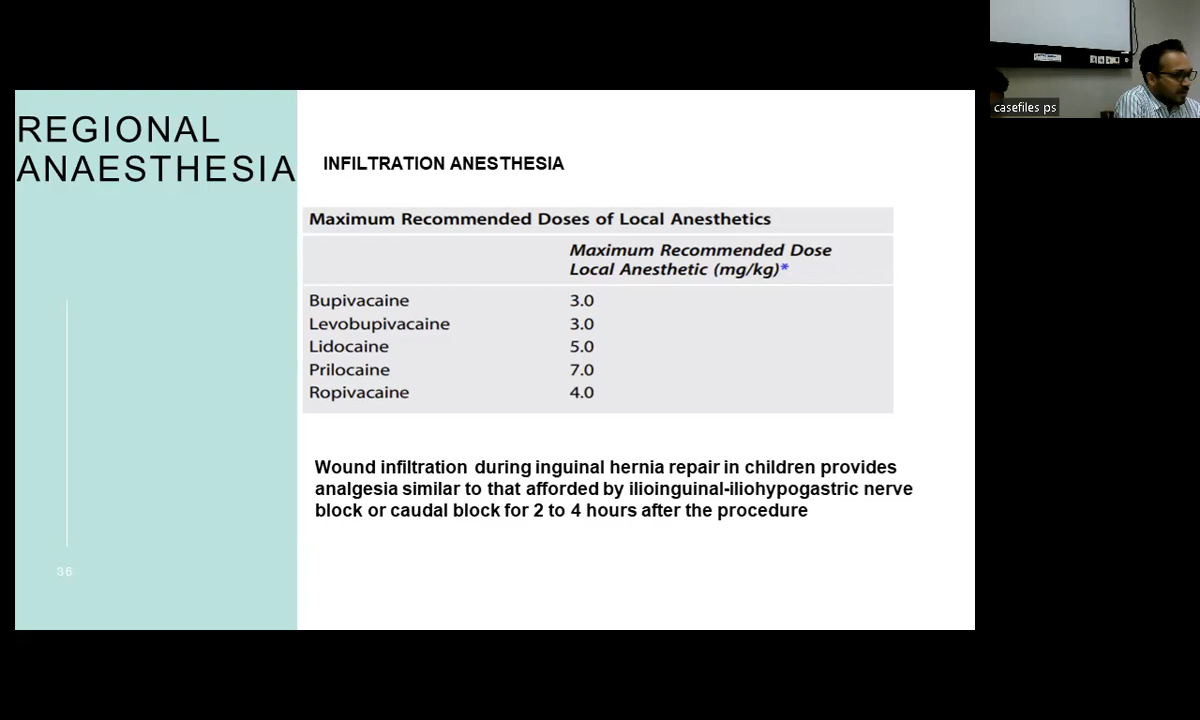 REGIONAL
ANAESTHESIA
INFILTRATION ANESTHESIA
Maximum Recommended Doses of Local Anesthetics
Maximum Recommended Dose
Local Anesthetic (mg/kg)*
Bupivacaine 3.0
Levobupivacaine 3.0
Lidocaine 5.0
Prilocaine 7.0
Ropivacaine 4.0
Wound infiltration during inguinal hernia repair in children provides
analgesia similar to that afforded by ilioinguinal-iliohypogastric nerve
block or caudal block for 2 to 4 hours after the procedure
36
casefiles ps